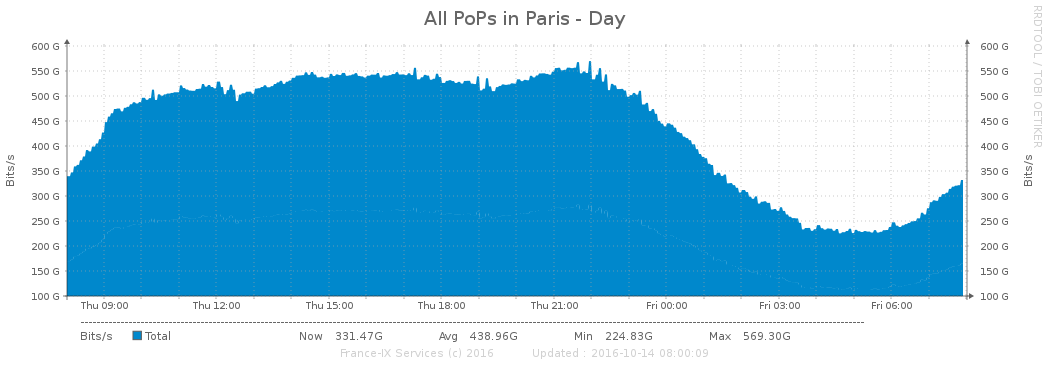 All PoPs in Paris - Day
RRDTOOL / TOBI OETIKER
600 G 600 G
550 G 550 G
500 G 500 G
450 G 450 G
400 G 400 G
350 G 350 G
300 G 300 G
250 G 250 G
200 G 200 G
150 G 150 G
100 G 100 G
Bits/s
Bits/s
Thu 09:00 Thu 12:00 Thu 15:00 Thu 18:00 Thu 21:00 Fri 00:00 Fri 03:00 Fri 06:00
Bits/s Total Now 331.47G Avg 438.96G Min 224.83G Max 569.30G
France-IX Services (c) 2016 Updated : 2016-10-14 08:00:09